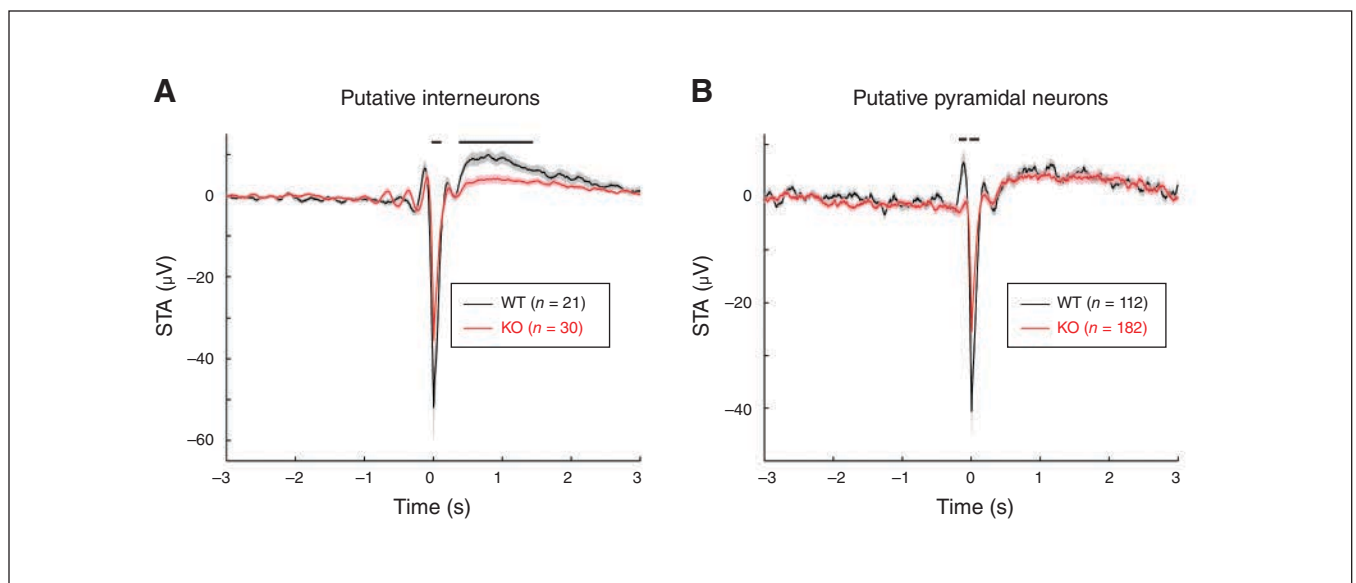 A
Putative interneurons
0
−20
−40
−60
STA (μV)
WT (n = 21)
KO (n = 30)
−3 −2 −1 0 1 2 3
Time (s)
B
Putative pyramidal neurons
0
−20
−40
STA (μV)
WT (n = 112)
KO (n = 182)
−3 −2 −1 0 1 2 3
Time (s)